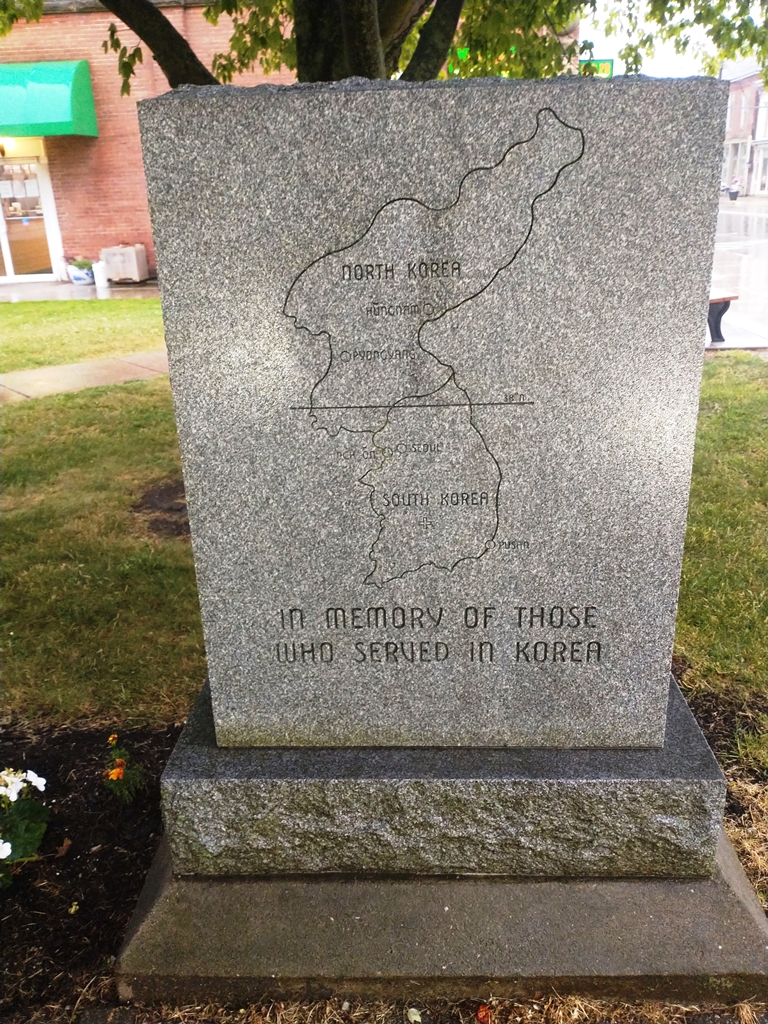 NORTH KOREA
HUNGNAM
PYONGYANG
38°N
SEOUL
SOUTH KOREA
PUSAN
IN MEMORY OF THOSE
WHO SERVED IN KOREA